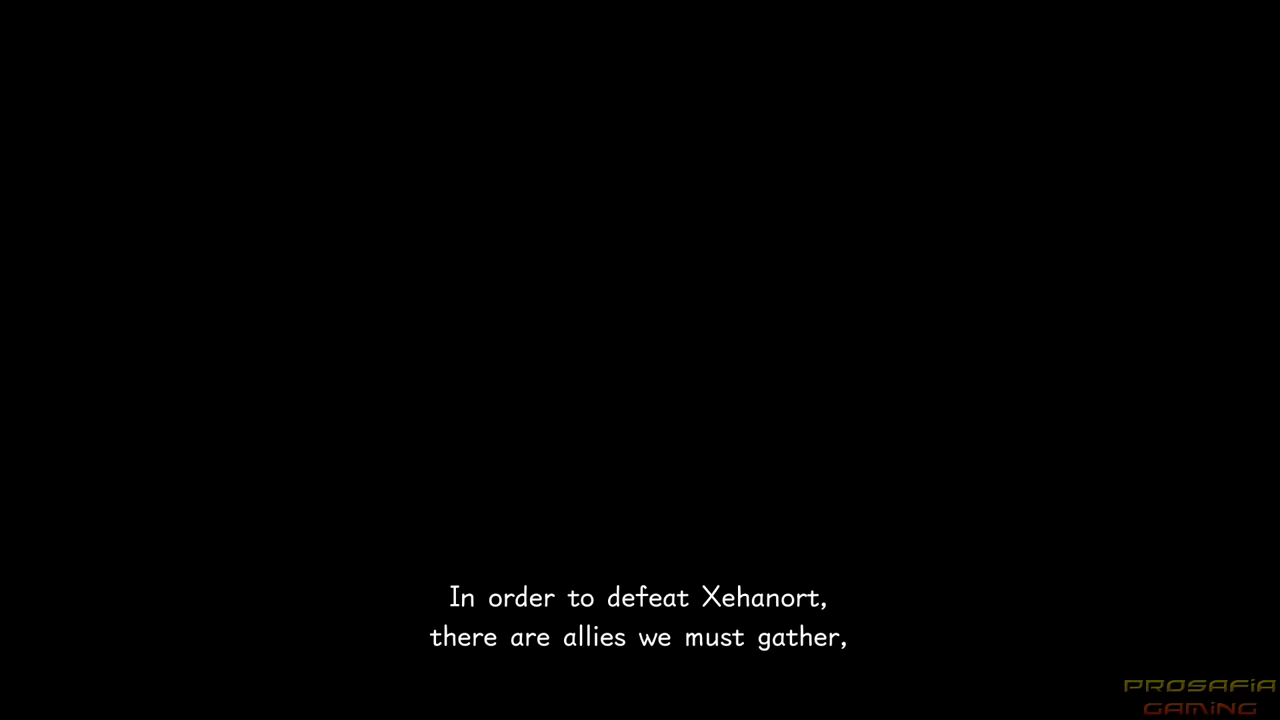 In order to defeat Xehanort,
there are allies we must gather,
PROSAFiA
GAMiNG